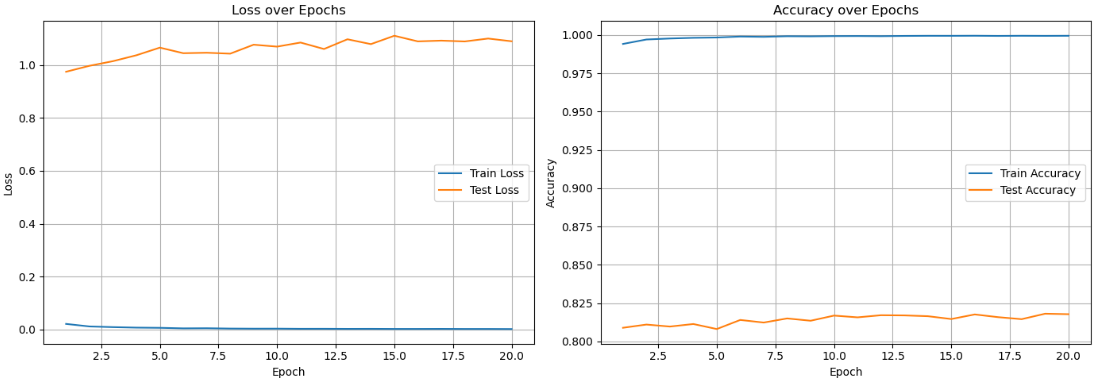 Loss over Epochs
1.0
0.8
0.6
0.4
0.2
0.0
Loss
Train Loss
Test Loss
2.5 5.0 7.5 10.0 12.5 15.0 17.5 20.0
Epoch
Accuracy over Epochs
1.000
0.975
0.950
0.925
0.900
0.875
0.850
0.825
0.800
Accuracy
Train Accuracy
Test Accuracy
2.5 5.0 7.5 10.0 12.5 15.0 17.5 20.0
Epoch